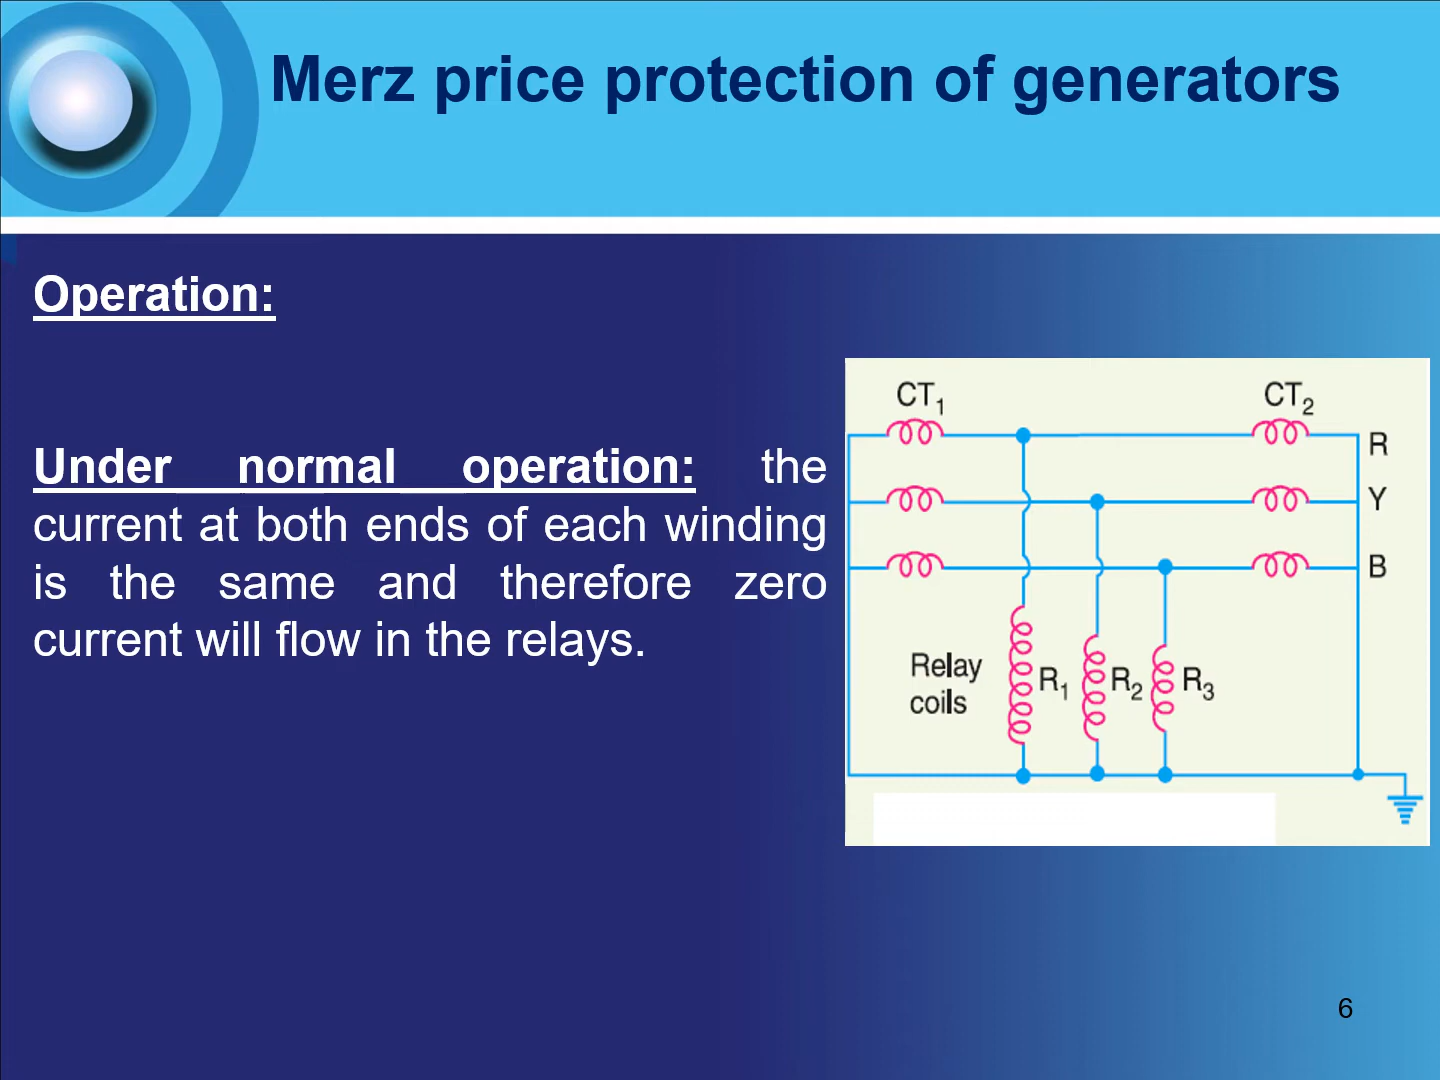 Merz price protection of generators
Operation:
Under normal operation: the
current at both ends of each winding
is the same and therefore zero
current will flow in the relays.
CT1 CT2
R
Y
B
Relay
coils
R1 R2 R3
6